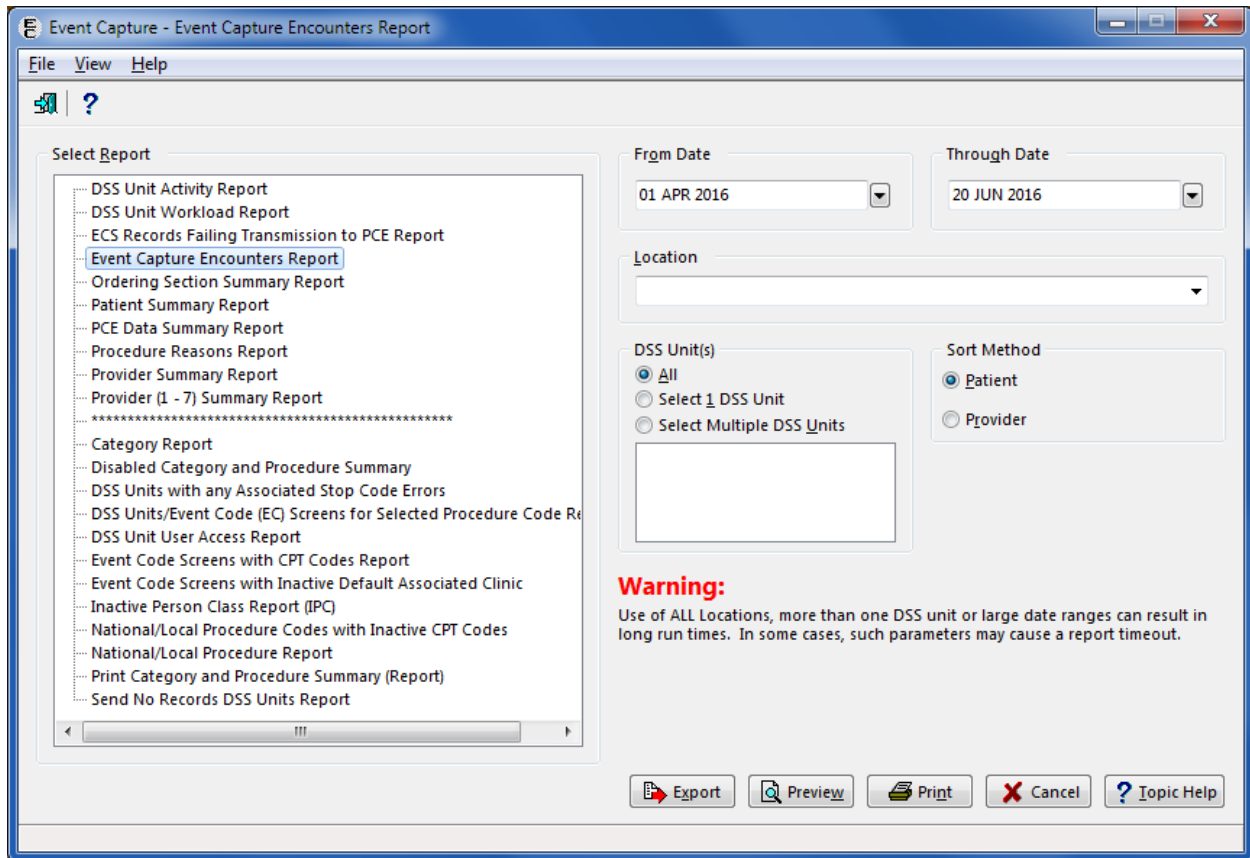 Event Capture - Event Capture Encounters Report
File View Help
Select Report
DSS Unit Activity Report
DSS Unit Workload Report
ECS Records Failing Transmission to PCE Report
Event Capture Encounters Report
Ordering Section Summary Report
Patient Summary Report
PCE Data Summary Report
Procedure Reasons Report
Provider Summary Report
Provider (1 - 7) Summary Report
**************************************************
Category Report
Disabled Category and Procedure Summary
DSS Units with any Associated Stop Code Errors
DSS Units/Event Code (EC) Screens for Selected Procedure Code Re
DSS Unit User Access Report
Event Code Screens with CPT Codes Report
Event Code Screens with Inactive Default Associated Clinic
Inactive Person Class Report (IPC)
National/Local Procedure Codes with Inactive CPT Codes
National/Local Procedure Report
Print Category and Procedure Summary (Report)
Send No Records DSS Units Report
From Date
01 APR 2016
Through Date
20 JUN 2016
Location
DSS Unit(s)
All
Select 1 DSS Unit
Select Multiple DSS Units
Sort Method
Patient
Provider
Warning:
Use of ALL Locations, more than one DSS unit or large date ranges can result in
long run times. In some cases, such parameters may cause a report timeout.
Export Preview Print Cancel ? Topic Help